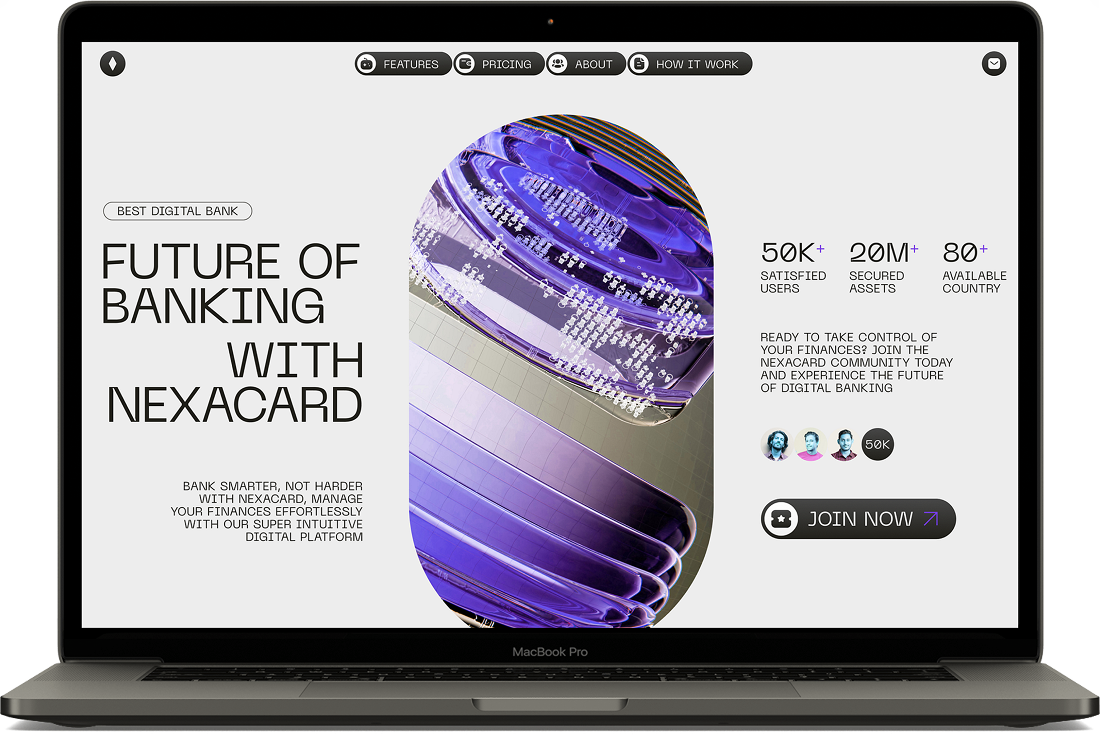 FEATURES
PRICING
ABOUT
HOW IT WORK
BEST DIGITAL BANK
FUTURE OF
BANKING
WITH
NEXACARD
BANK SMARTER, NOT HARDER
WITH NEXACARD, MANAGE
YOUR FINANCES EFFORTLESSLY
WITH OUR SUPER INTUITIVE
DIGITAL PLATFORM
50K+
SATISFIED
USERS
20M+
SECURED
ASSETS
80+
AVAILABLE
COUNTRY
READY TO TAKE CONTROL OF
YOUR FINANCES? JOIN THE
NEXACARD COMMUNITY TODAY
AND EXPERIENCE THE FUTURE
OF DIGITAL BANKING
50K
JOIN NOW
MacBook Pro